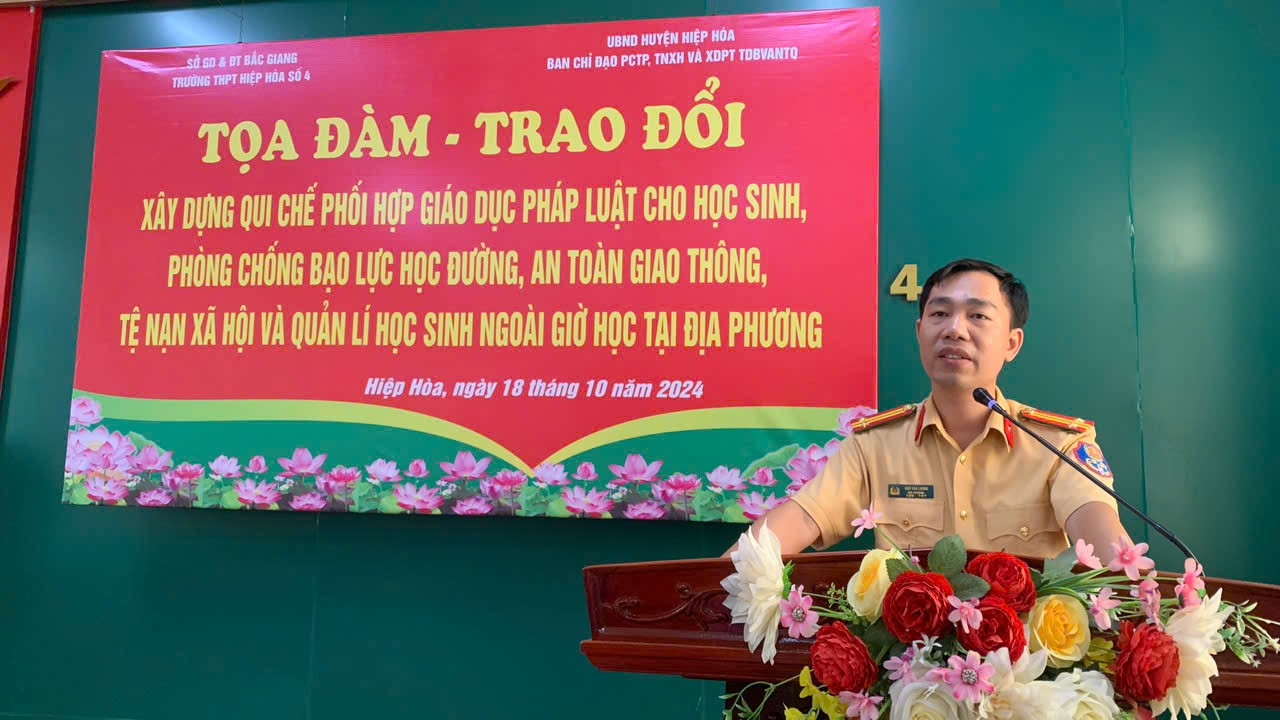 SỞ GD & ĐT BẮC GIANG
TRƯỜNG THPT HIỆP HÒA SỐ 4
UBND HUYỆN HIỆP HÒA
BAN CHỈ ĐẠO PCTP, TNXH VÀ XDPT TDBVANTQ
TỌA ĐÀM - TRAO ĐỔI
XÂY DỰNG QUI CHẾ PHỐI HỢP GIÁO DỤC PHÁP LUẬT CHO HỌC SINH,
PHÒNG CHỐNG BẠO LỰC HỌC ĐƯỜNG, AN TOÀN GIAO THÔNG,
TỆ NẠN XÃ HỘI VÀ QUẢN LÍ HỌC SINH NGOÀI GIỜ HỌC TẠI ĐỊA PHƯƠNG
Hiệp Hòa, ngày 18 tháng 10 năm 2024
4